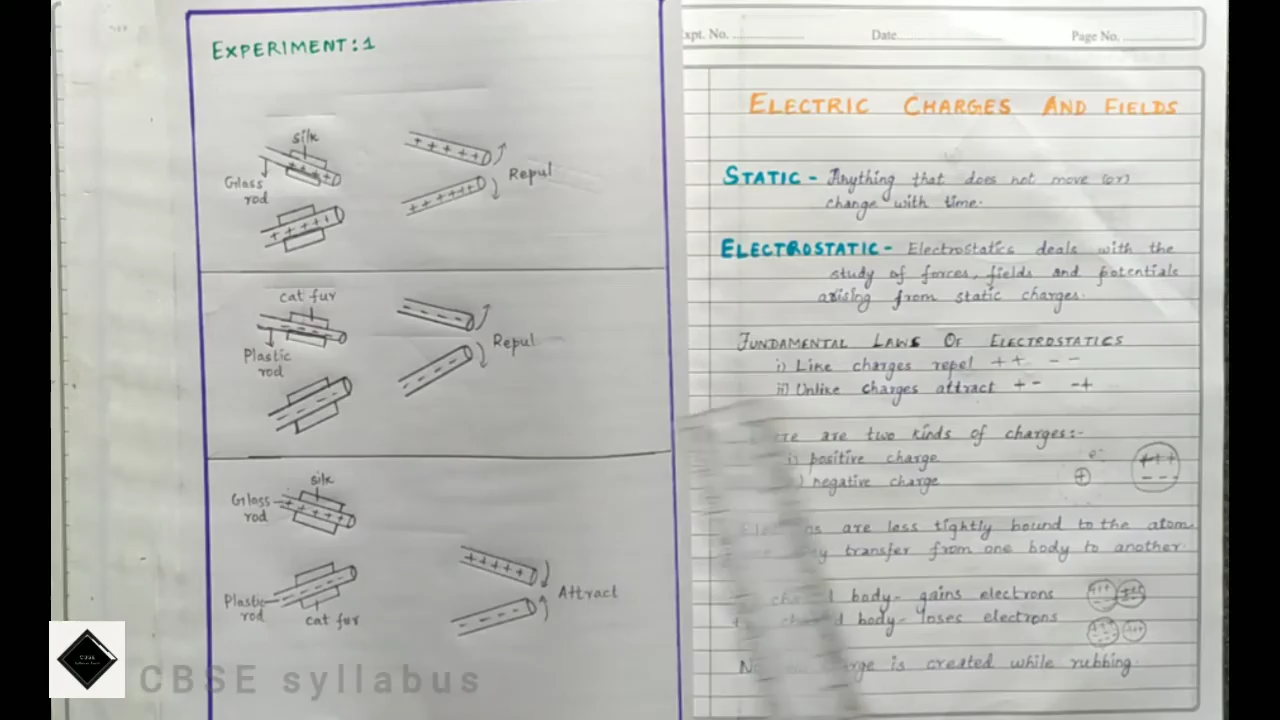 EXPERIMENT:1
silk
Glass
rod
Repul
cat fur
Plastic
rod
Repul
silk
Glass
rod
Plastic
rod
cat fur
Attract
Expt. No.
Date
Page No.
ELECTRIC CHARGES AND FIELDS
STATIC - Anything that does not move (or)
change with time.
ELECTROSTATIC - Electrostatics deals with the
study of forces, fields and potentials
arising from static charges.
FUNDAMENTAL LAWS OF ELECTROSTATICS
i) Like charges repel ++ --
ii) Unlike charges attract +- -+
are two kinds of charges:-
i) positive charge
) negative charge
are less tightly bound to the atom
transfer from one body to another.
body - gains electrons
body - loses electrons
is created while rubbing.
CBSE syllabus